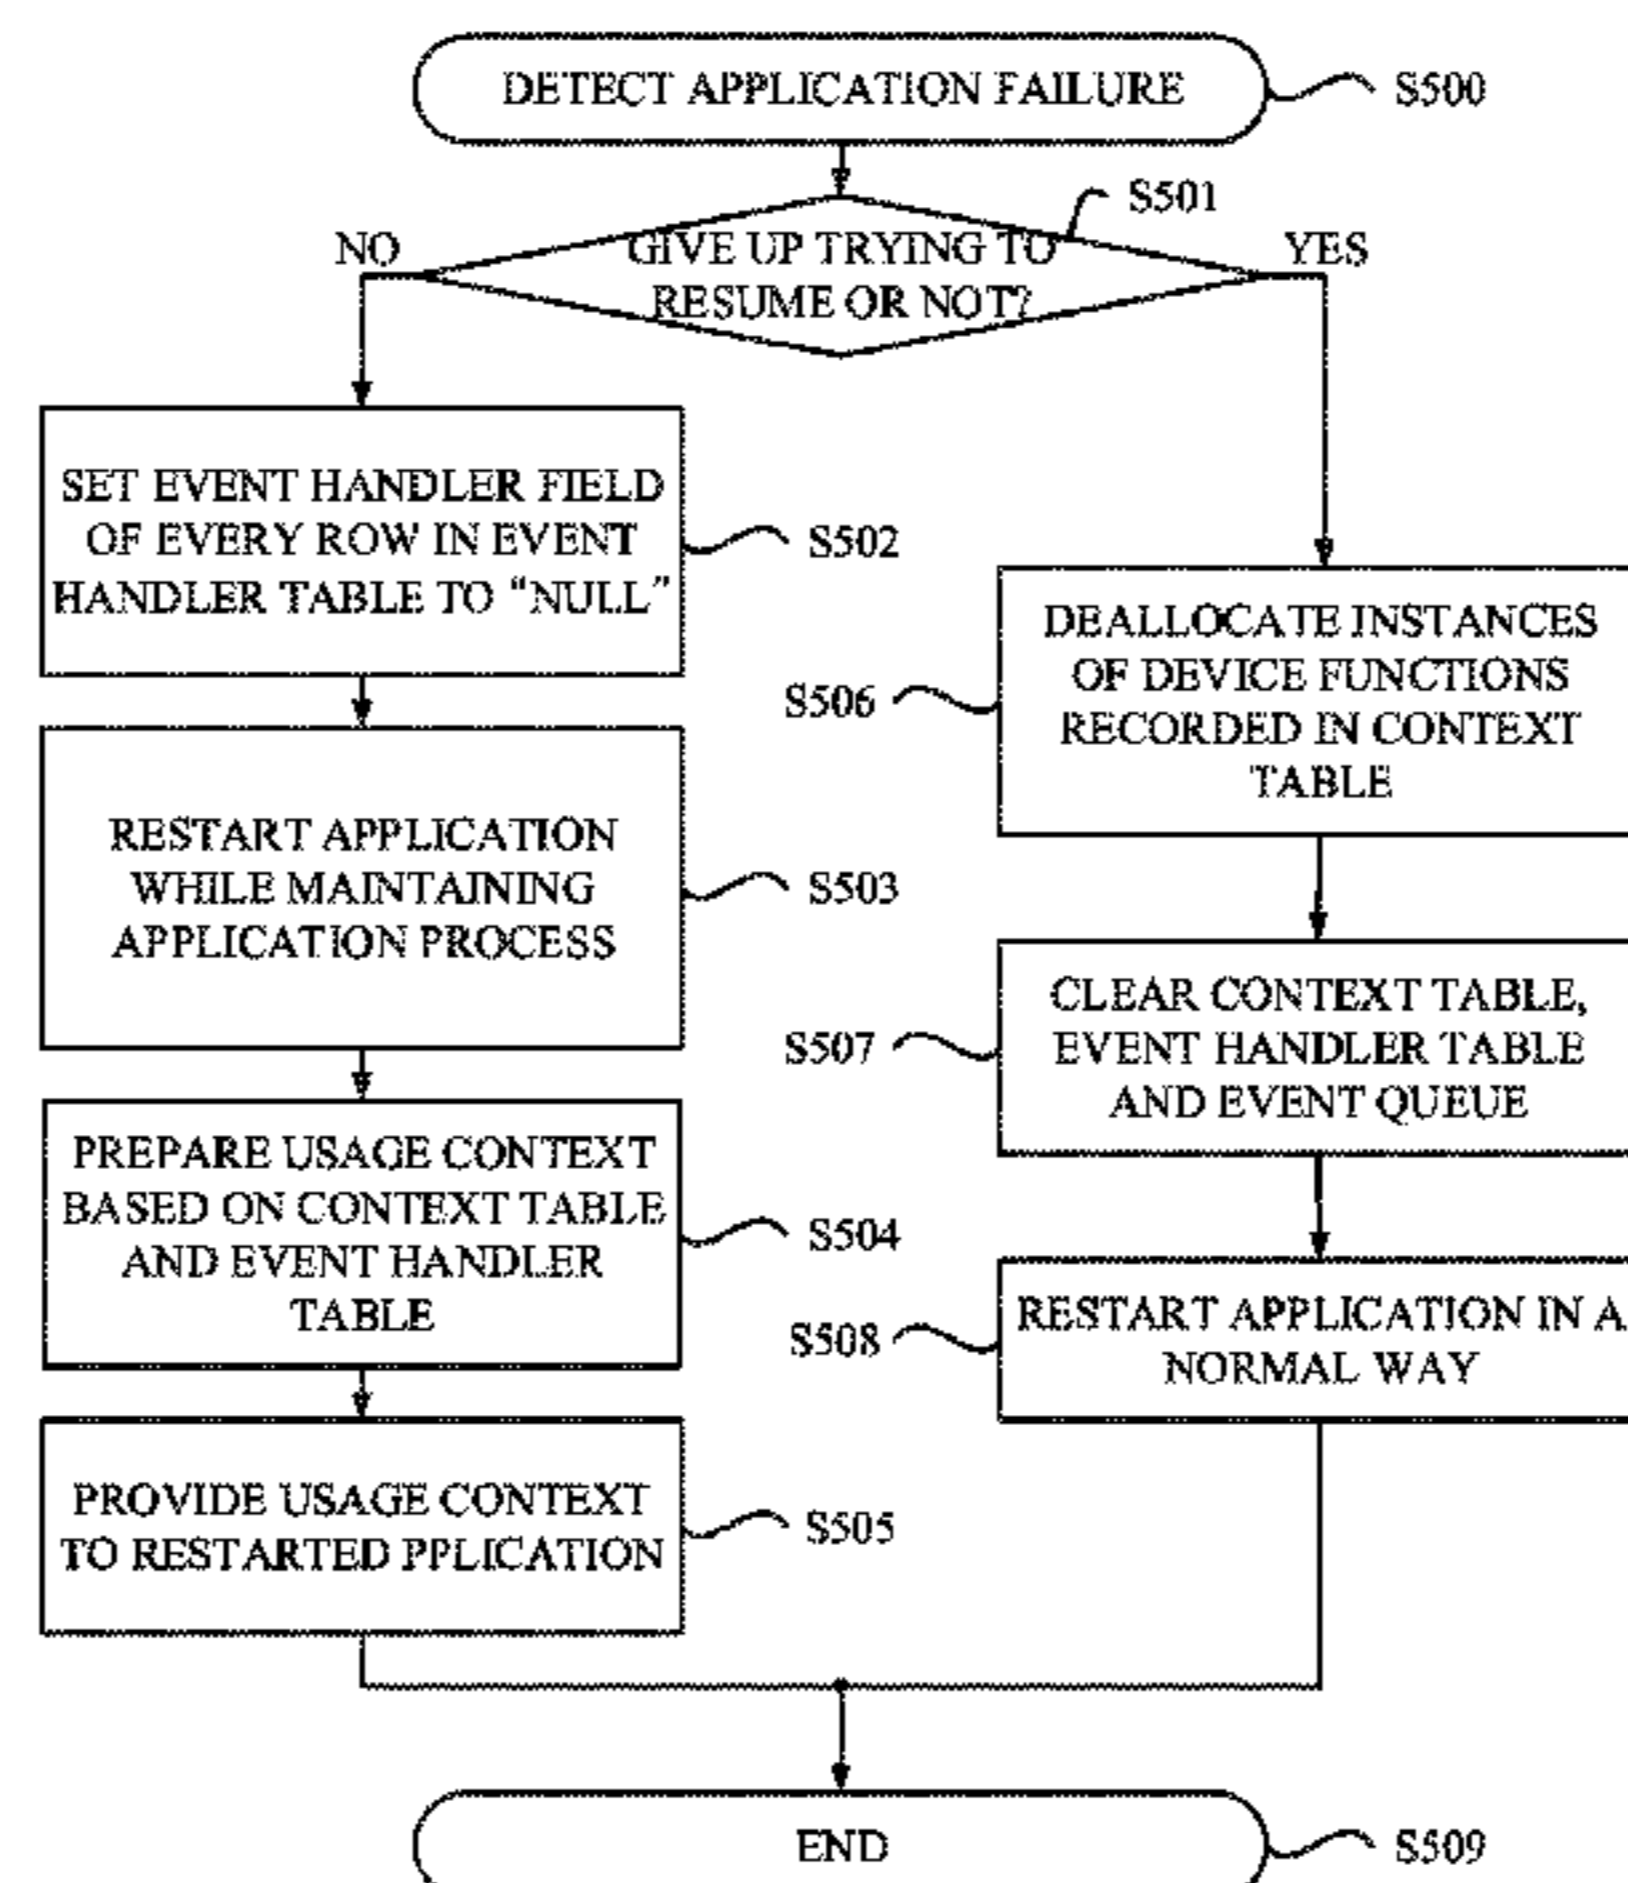 DETECT APPLICATION FAILURE
S500
S501
NO
GIVE UP TRYING TO
RESUME OR NOT?
YES
SET EVENT HANDLER FIELD
OF EVERY ROW IN EVENT
HANDLER TABLE TO “NULL”
S502
RESTART APPLICATION
WHILE MAINTAINING
APPLICATION PROCESS
S503
PREPARE USAGE CONTEXT
BASED ON CONTEXT TABLE
AND EVENT HANDLER
TABLE
S504
PROVIDE USAGE CONTEXT
TO RESTARTED PPLICATION
S505
DEALLOCATE INSTANCES
OF DEVICE FUNCTIONS
RECORDED IN CONTEXT
TABLE
S506
CLEAR CONTEXT TABLE,
EVENT HANDLER TABLE
AND EVENT QUEUE
S507
RESTART APPLICATION IN A
NORMAL WAY
S508
END
S509